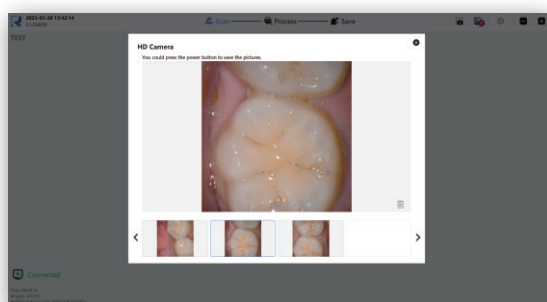 2023-03-28 13:42:14
Scan
Process
Save
TEST
HD Camera
You could press the power button to save the pictures.
Connected